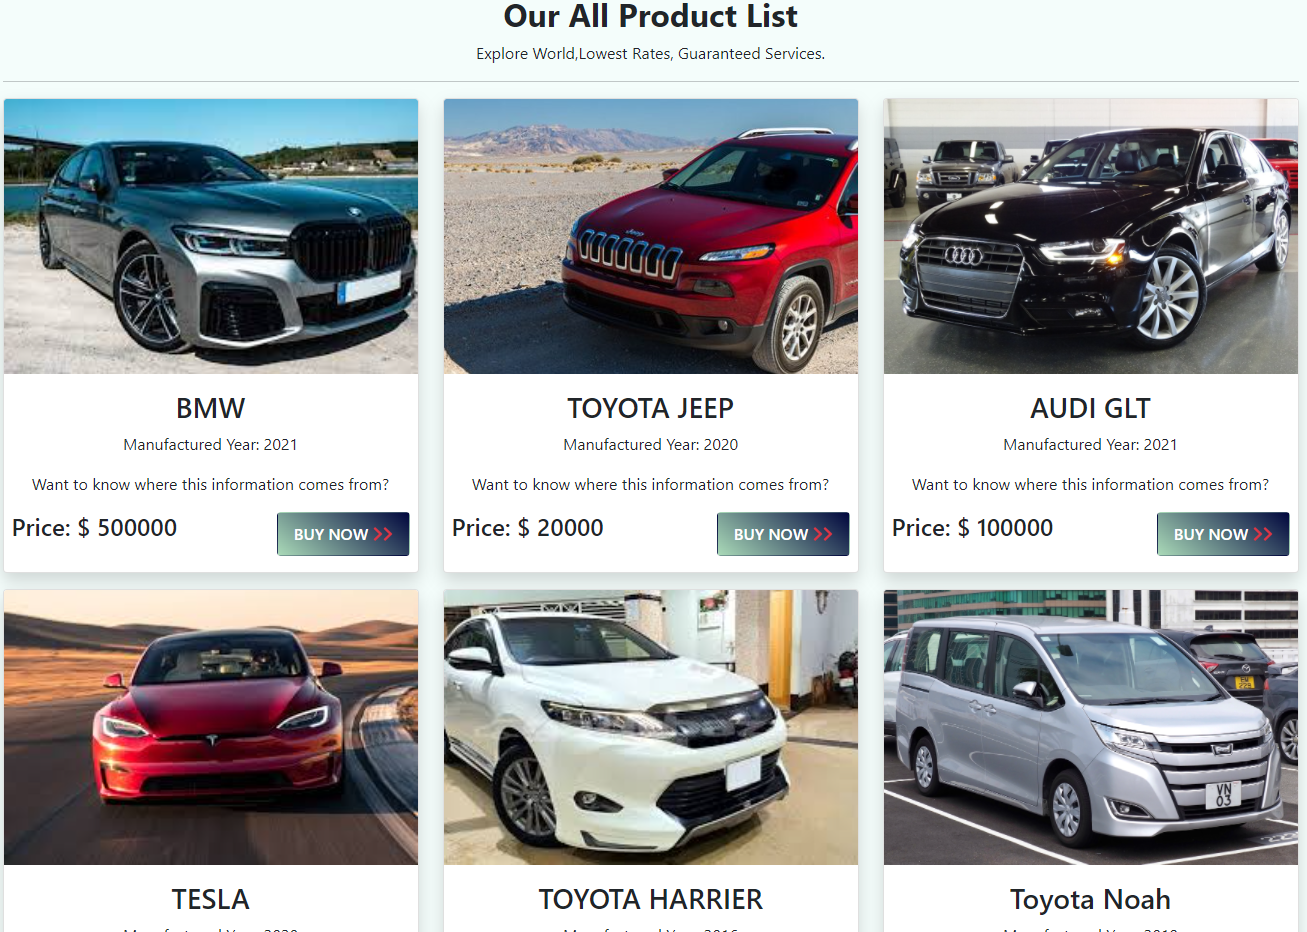 Our All Product List
Explore World,Lowest Rates, Guaranteed Services.
Jeep
BMW
TOYOTA JEEP
AUDI GLT
Manufactured Year: 2021
Manufactured Year: 2020
Manufactured Year: 2021
Want to know where this information comes from?
Want to know where this information comes from?
Want to know where this information comes from?
Price: $ 500000
BUY NOW >>
Price: $ 20000
BUY NOW >>
Price: $ 100000
BUY NOW >>
VN
03
TESLA
TOYOTA HARRIER
Toyota Noah